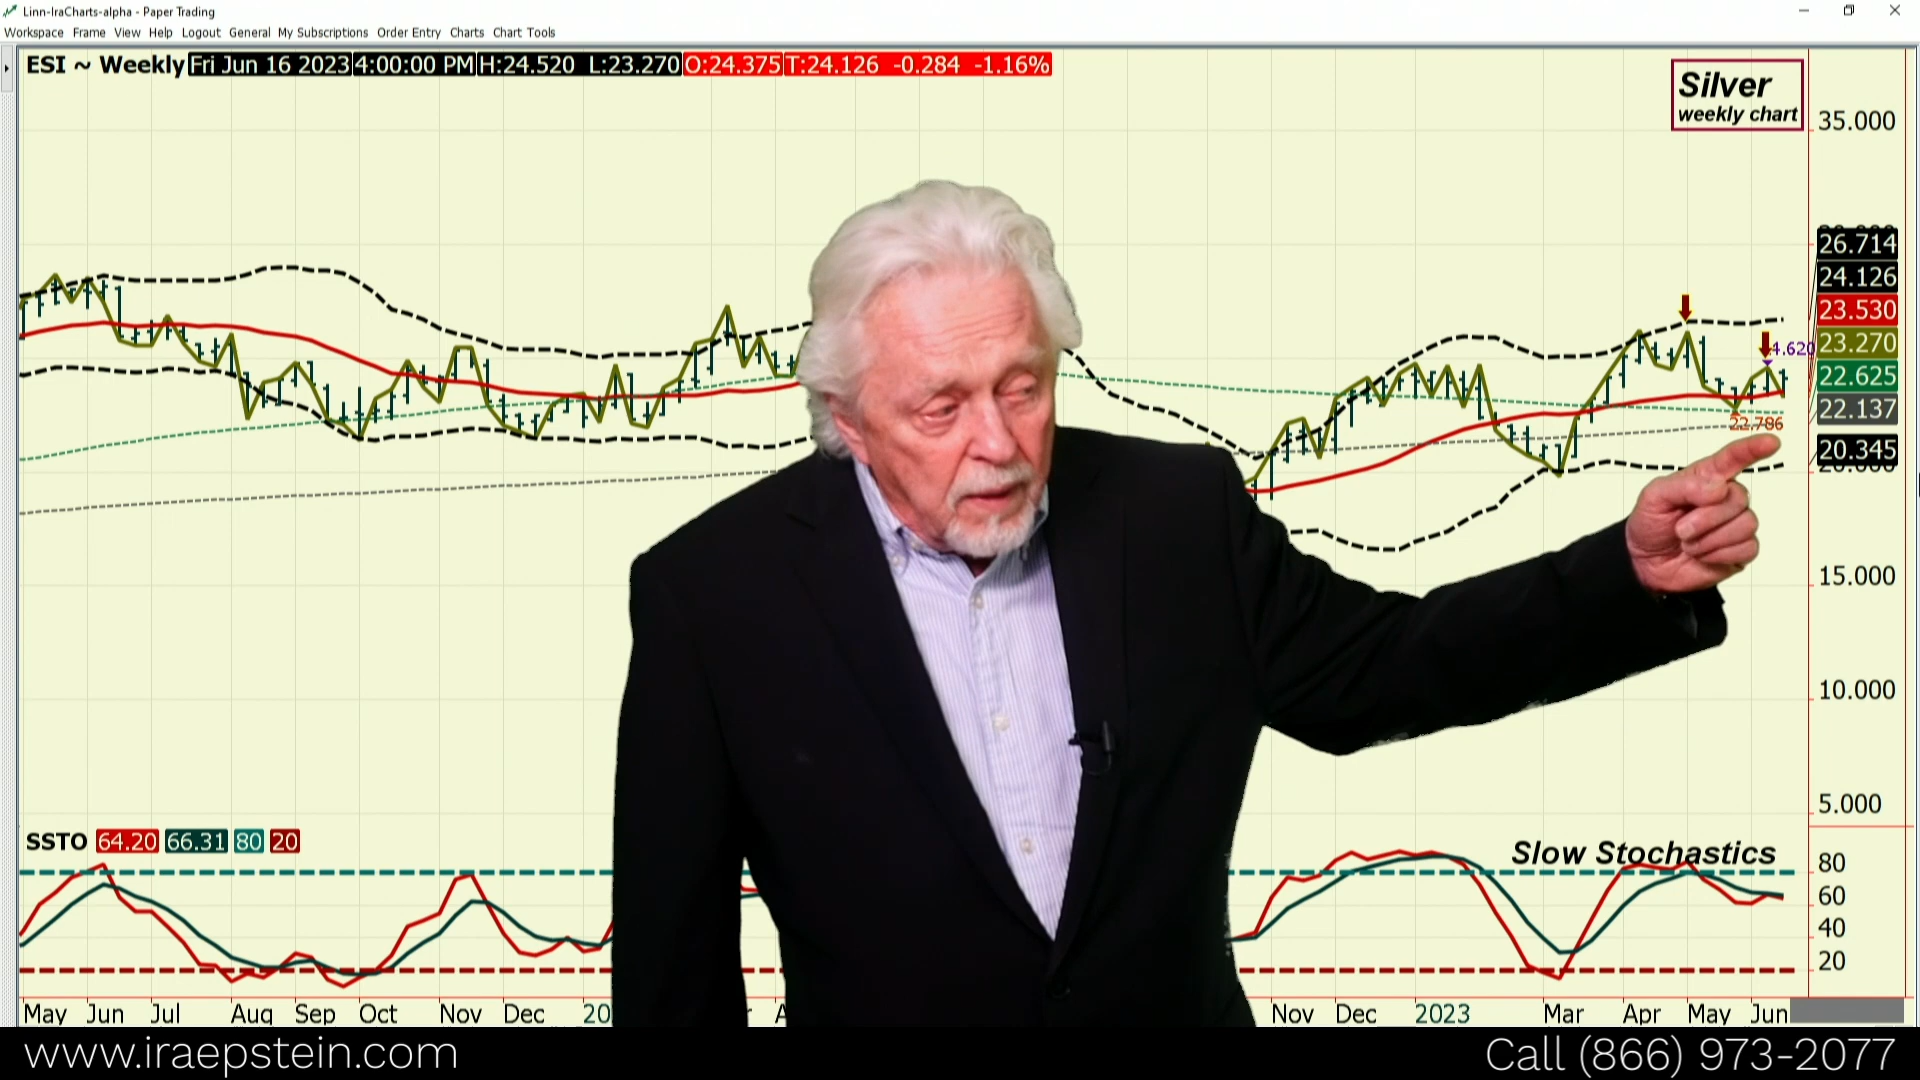 Linn-IraCharts-alpha - Paper Trading
Workspace Frame View Help Logout General My Subscriptions Order Entry Charts Chart Tools
ESI ~ Weekly Fri Jun 16 2023 4:00:00 PM H:24.520 L:23.270 O:24.375 T:24.126 -0.284 -1.16%
Silver
weekly chart
35.000
26.714
24.126
23.530
4.620
23.270
22.625
22.137
22.786
20.345
20.000
15.000
10.000
5.000
SSTO 64.20 66.31 80 20
Slow Stochastics
80
60
40
20
May Jun Jul Aug Sep Oct Nov Dec 20 A Nov Dec 2023 Mar Apr May Jun
www.iraepstein.com
Call (866) 973-2077